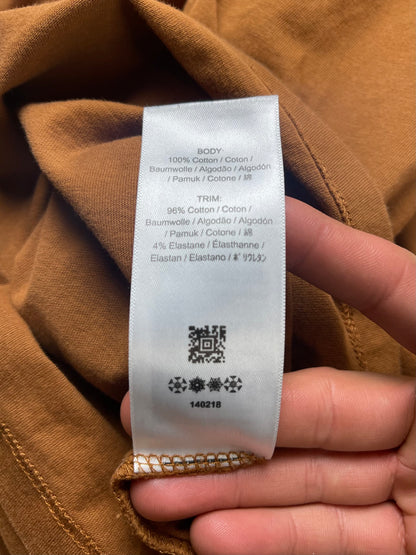 BODY:
100% Cotton / Coton /
Baumwolle / Algodão / Algodón
/ Pamuk / Cotone / 綿
TRIM:
96% Cotton / Coton /
Baumwolle / Algodão / Algodón
/ Pamuk / Cotone / 綿
4% Elastane / Élasthanne /
Elastan / Elastano / ﾎﾟﾘｳﾚﾀﾝ
140218